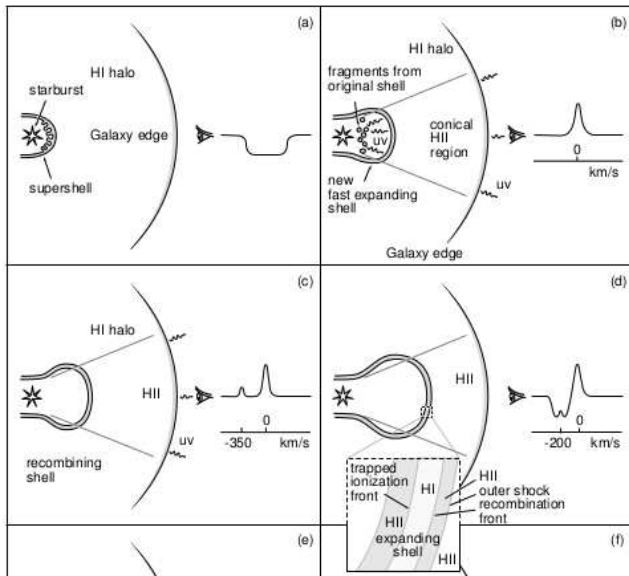 (a)
HI halo
starburst
Galaxy edge
supershell
(b)
HI halo
fragments from
original shell
uv
conical
HII
region
0
km/s
uv
new
fast expanding
shell
Galaxy edge
(c)
HI halo
HII
0
-350
km/s
uv
recombining
shell
(d)
HII
0
-200
km/s
trapped
ionization
front
HI
HII
outer shock
recombination
front
HII
expanding
shell
HII
(e)
(f)